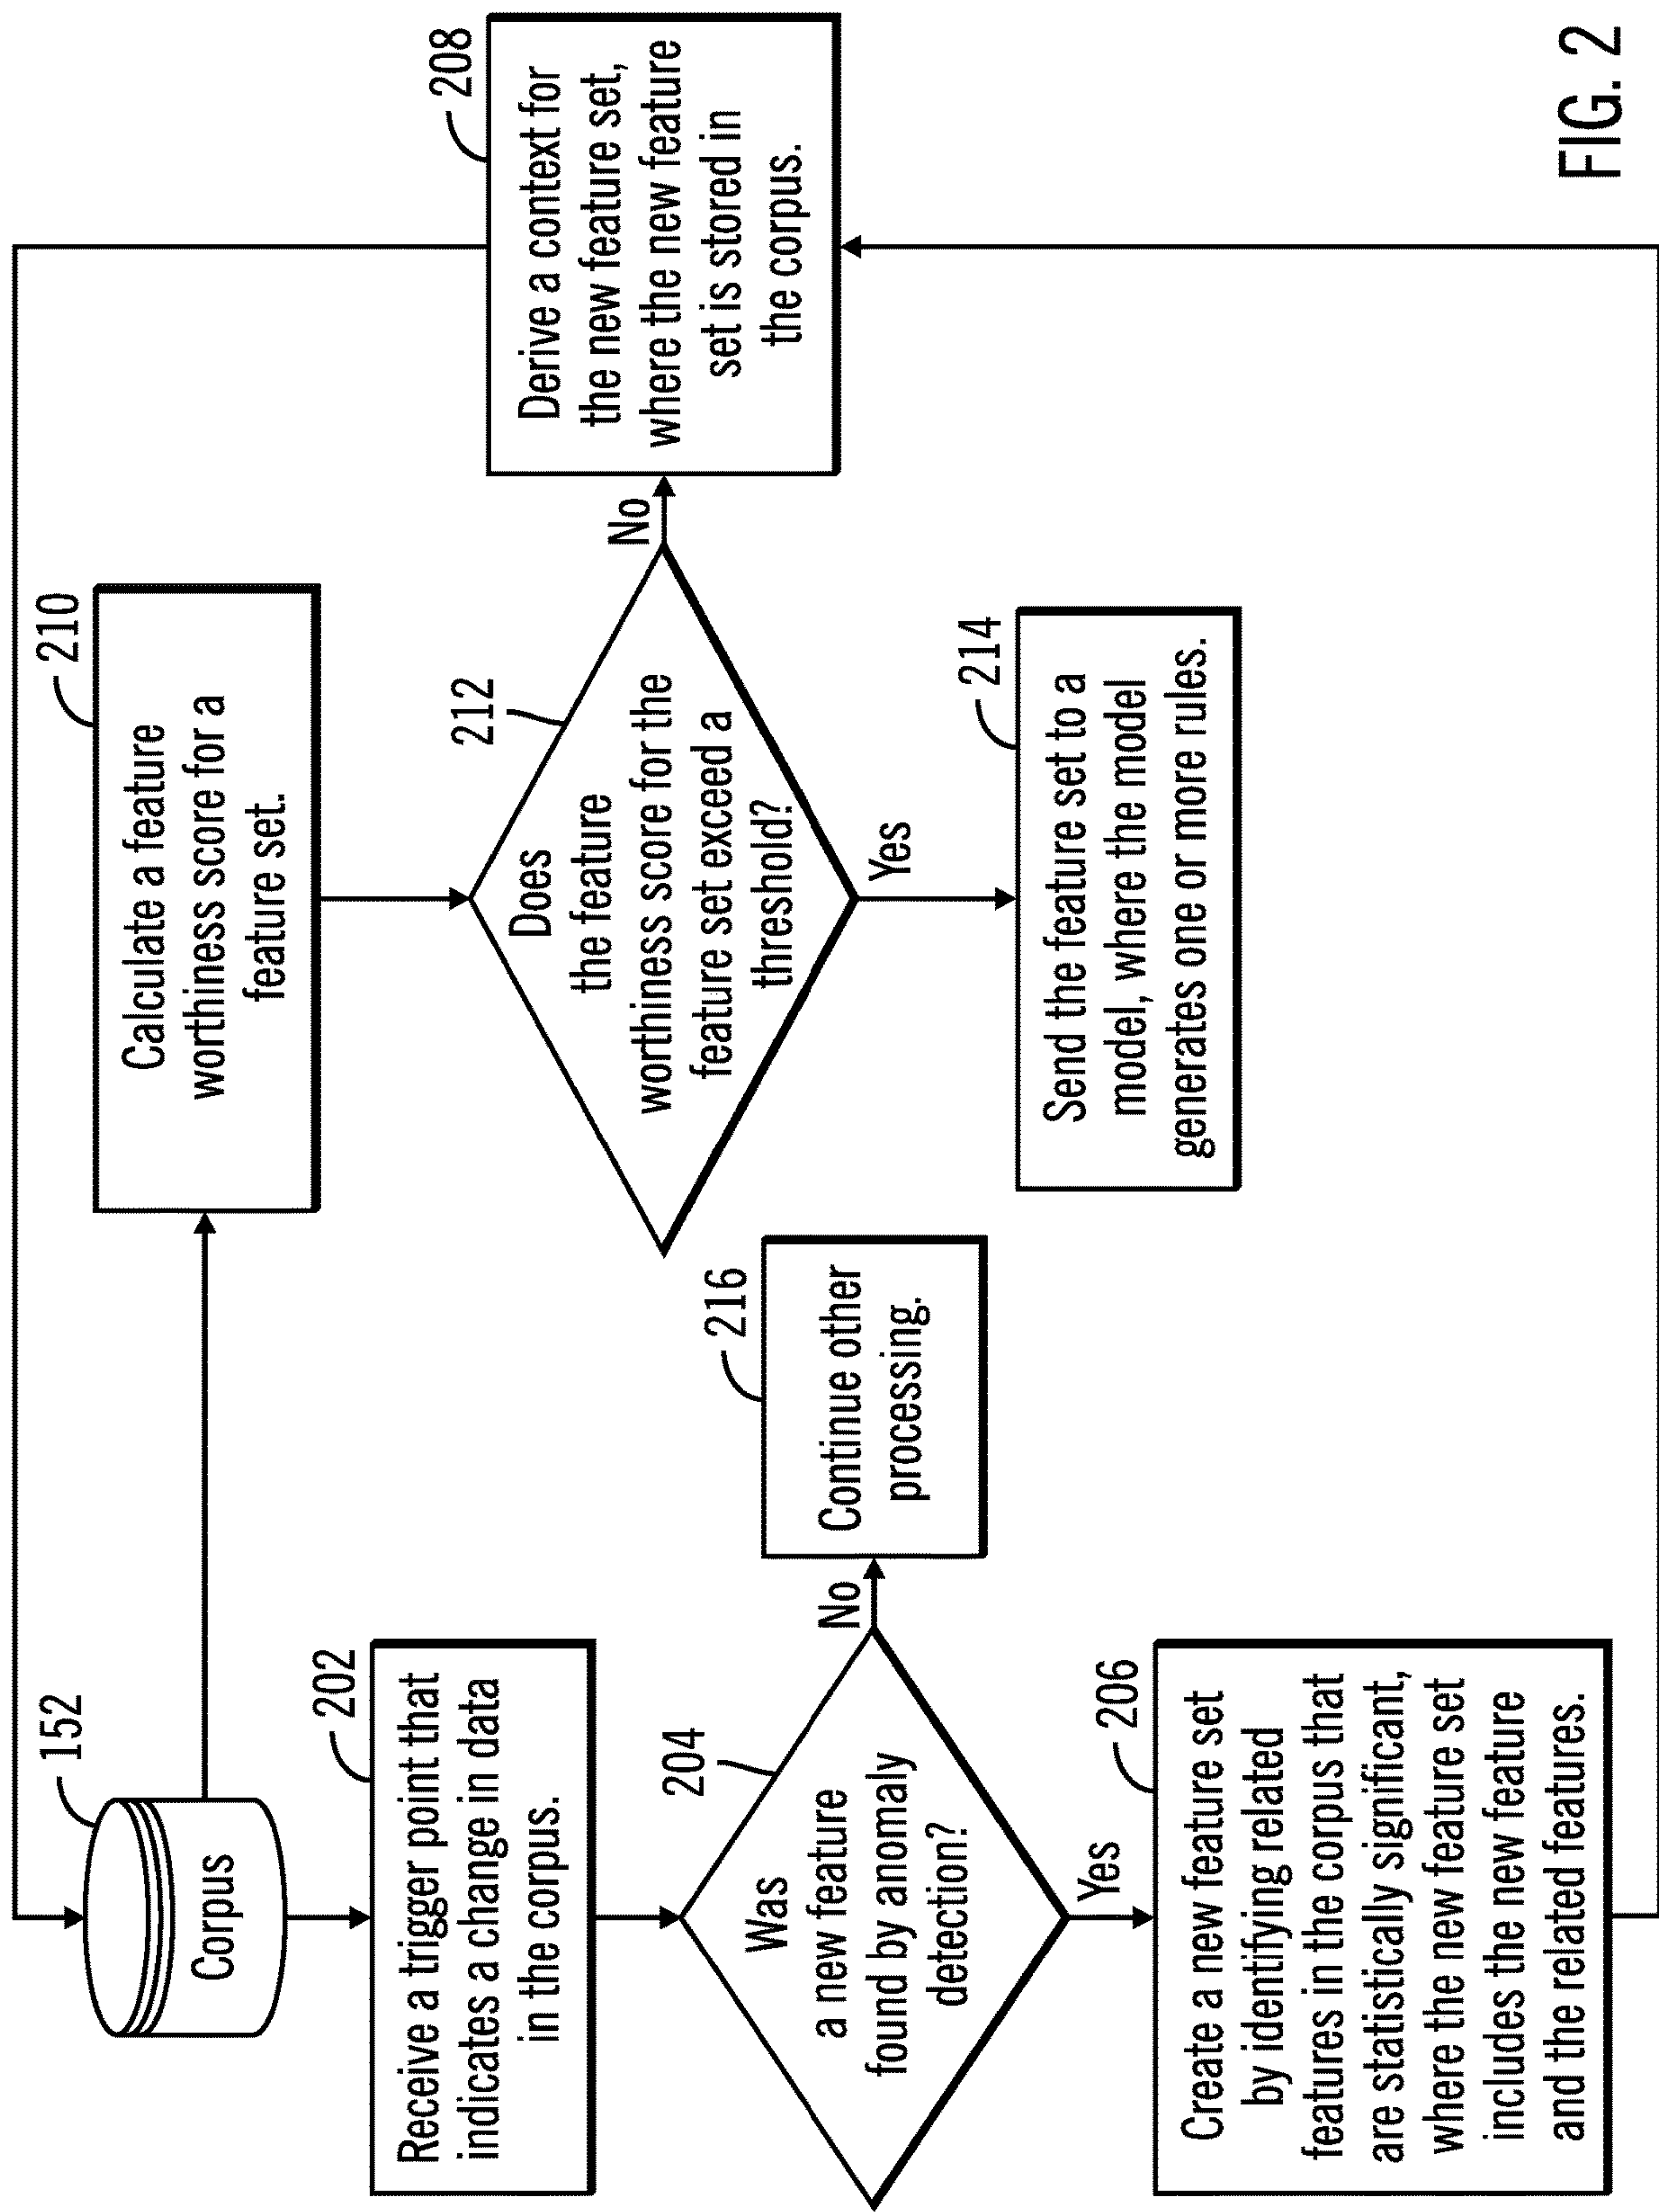 152
Corpus
202
Receive a trigger point that
indicates a change in data
in the corpus.
204
Was
a new feature
found by anomaly
detection?
No
Yes
216
Continue other
processing.
206
Create a new feature set
by identifying related
features in the corpus that
are statistically significant,
where the new feature set
includes the new feature
and the related features.
210
Calculate a feature
worthiness score for a
feature set.
212
Does
the feature
worthiness score for the
feature set exceed a
threshold?
No
Yes
214
Send the feature set to a
model, where the model
generates one or more rules.
208
Derive a context for
the new feature set,
where the new feature
set is stored in
the corpus.
FIG. 2